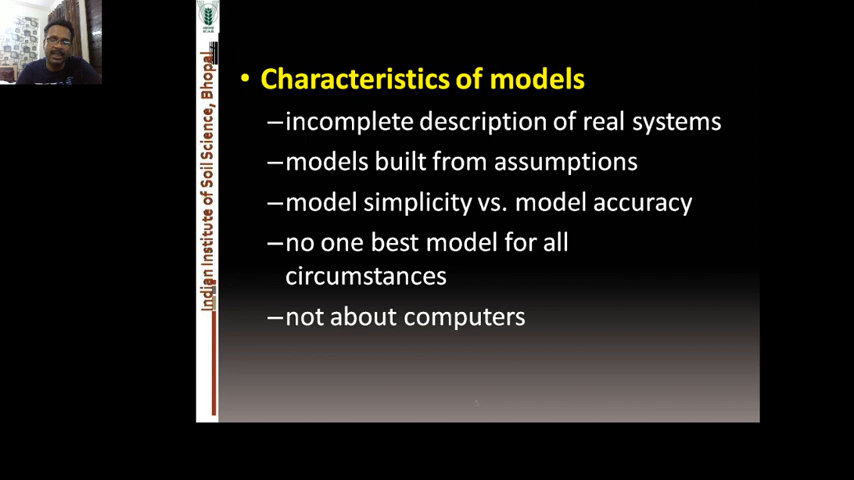 Indian Institute of Soil Science, Bhopal
• Characteristics of models
–incomplete description of real systems
–models built from assumptions
–model simplicity vs. model accuracy
–no one best model for all
circumstances
–not about computers